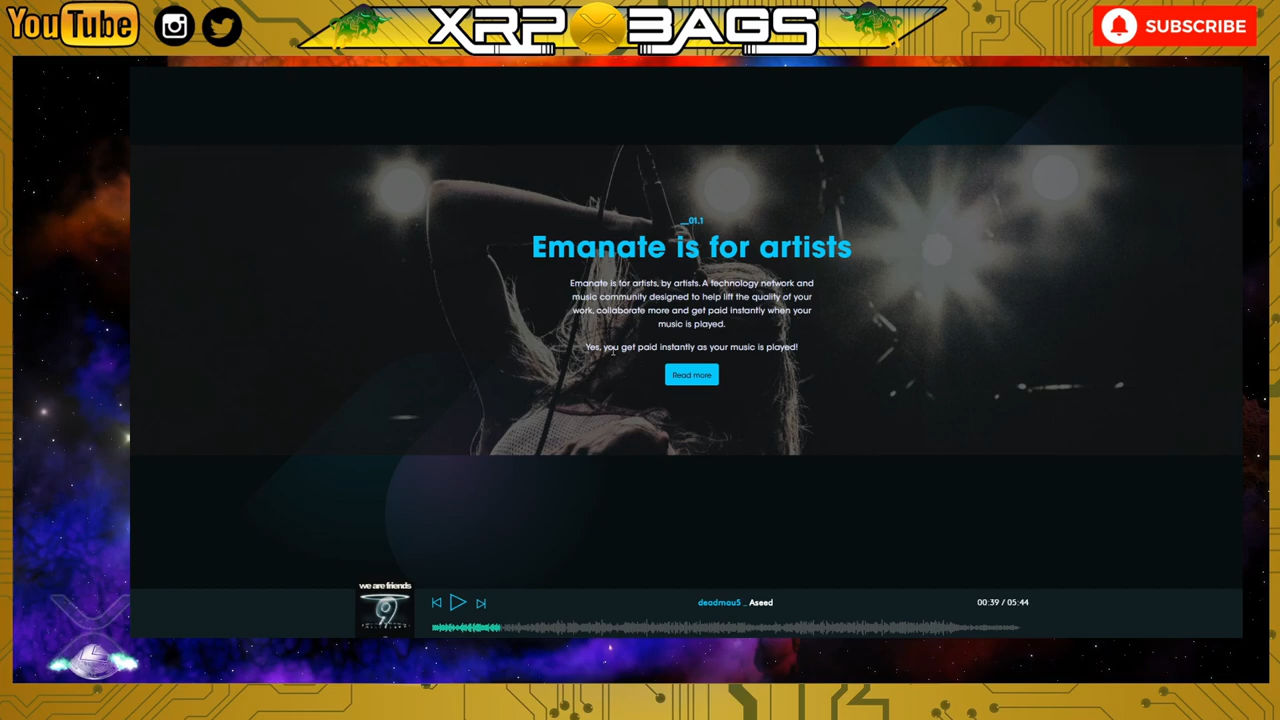 YouTube
XRP BAGS
SUBSCRIBE
_01.1
Emanate is for artists
Emanate is for artists, by artists. A technology network and
music community designed to help lift the quality of your
work, collaborate more and get paid instantly when your
music is played.
Yes, you get paid instantly as your music is played!
Read more
we are friends
9
deadmau5 _ Aseed
00:39 / 05:44